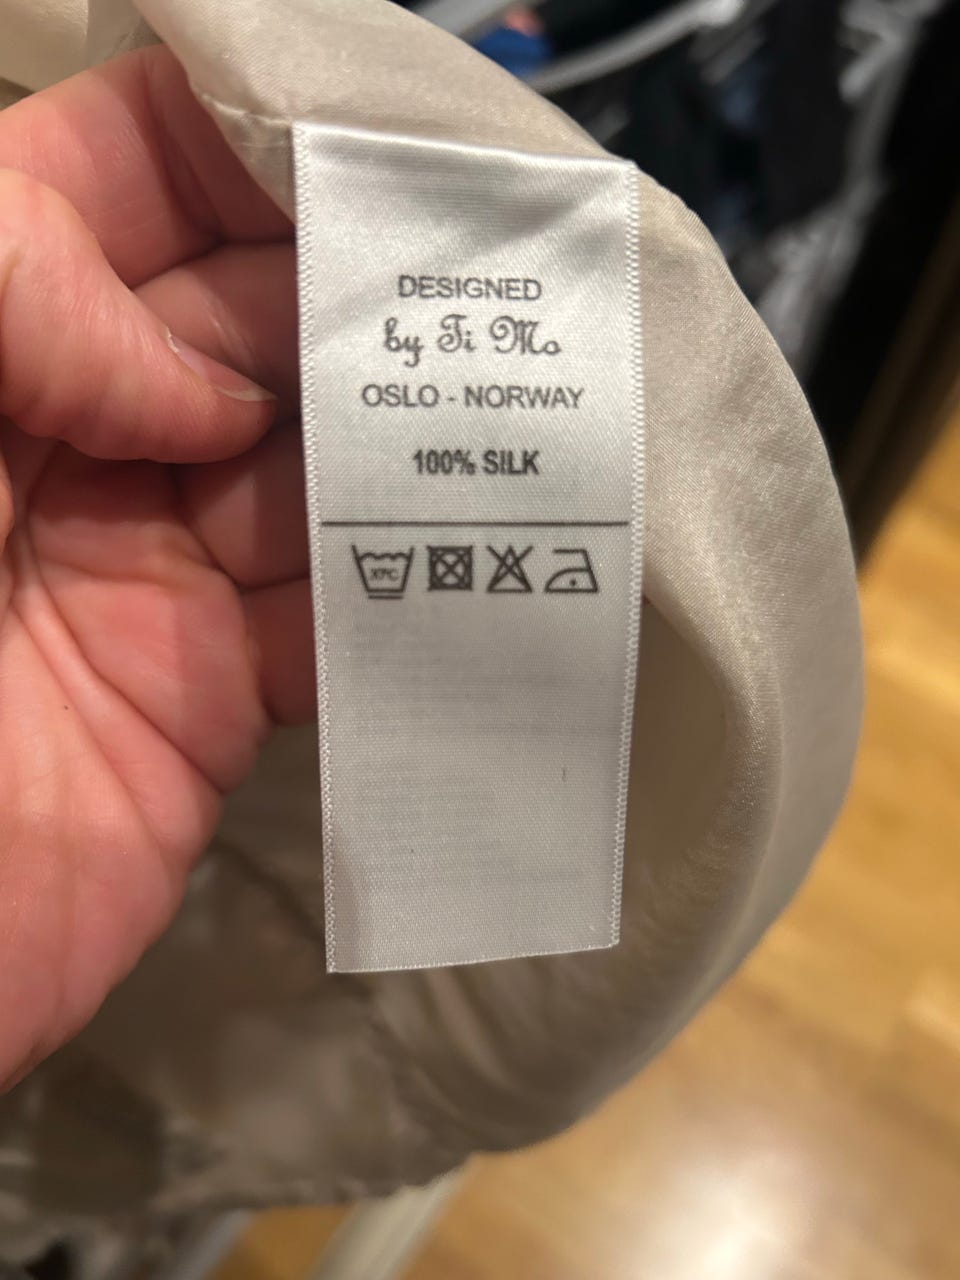 DESIGNED
by Ti Mo
OSLO - NORWAY
100% SILK